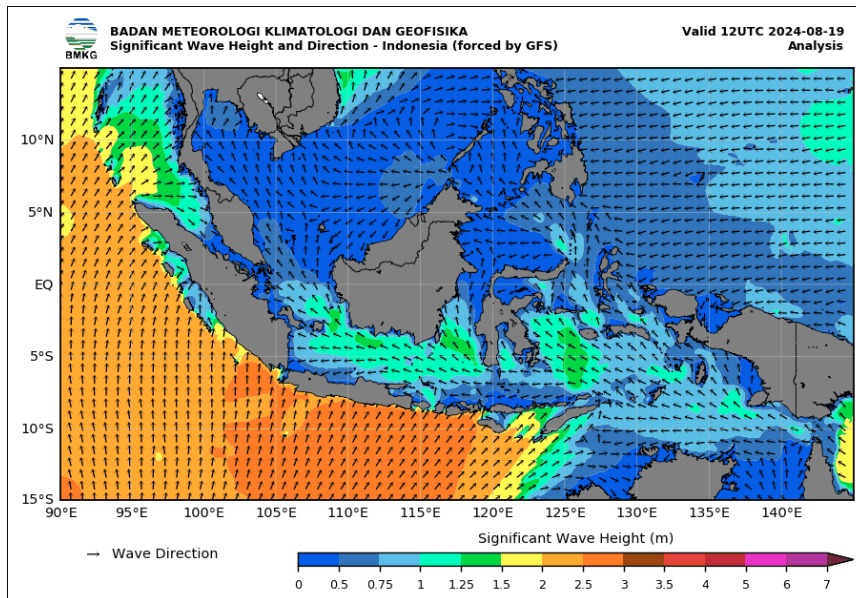 BADAN METEOROLOGI KLIMATOLOGI DAN GEOFISIKA
Significant Wave Height and Direction - Indonesia (forced by GFS)
Valid 12UTC 2024-08-19
Analysis
BMKG
10°N
5°N
EQ
5°S
10°S
15°S
90°E 95°E 100°E 105°E 110°E 115°E 120°E 125°E 130°E 135°E 140°E
Wave Direction
Significant Wave Height (m)
0 0.5 0.75 1 1.25 1.5 2 2.5 3 3.5 4 5 6 7